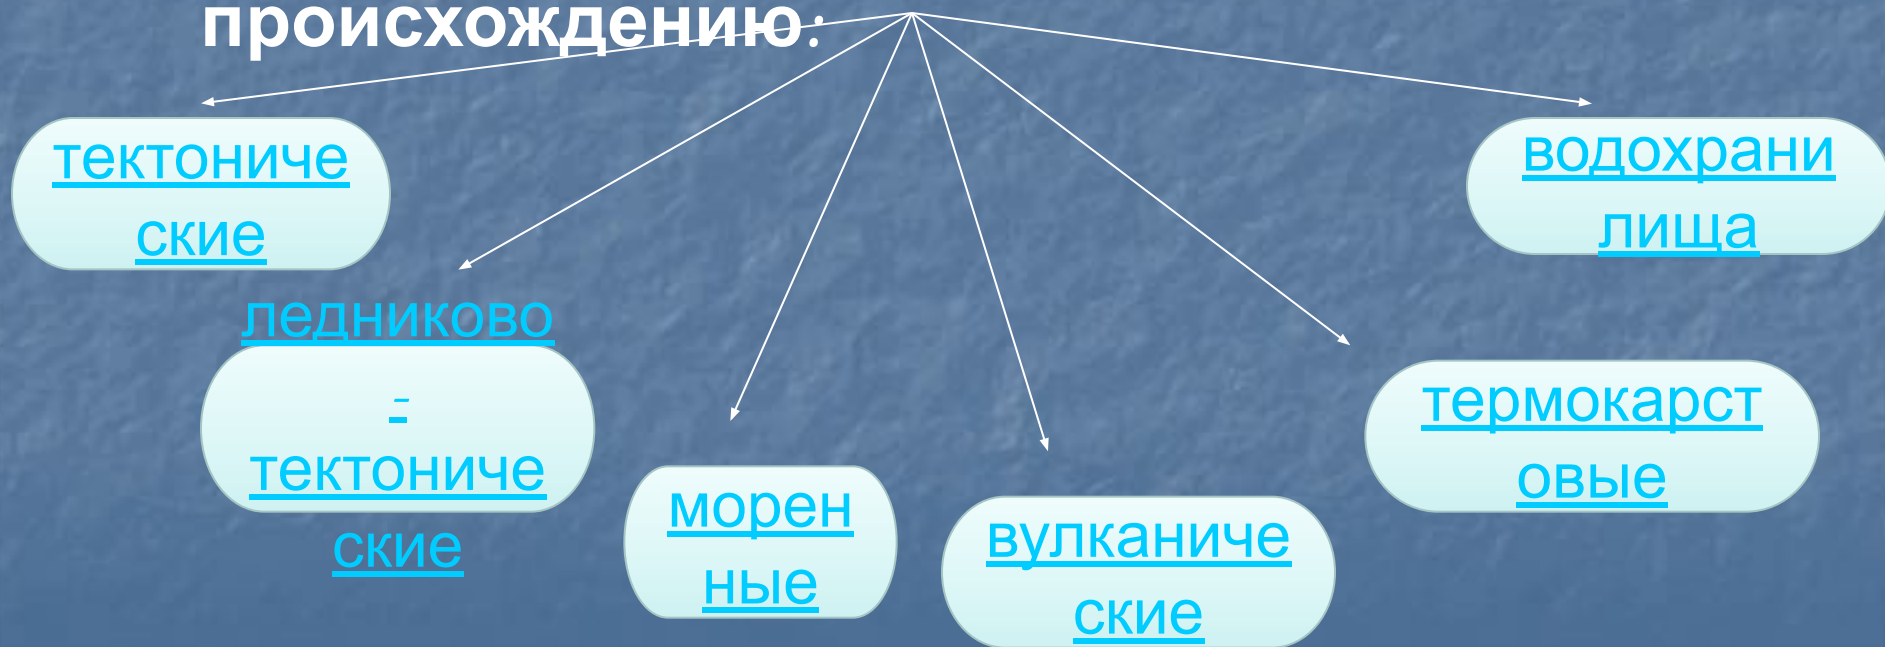 происхождению:
тектониче
ские
водохрани
лища
ледниково
-
тектониче
ские
термокарст
овые
морен
ные
вулканиче
ские